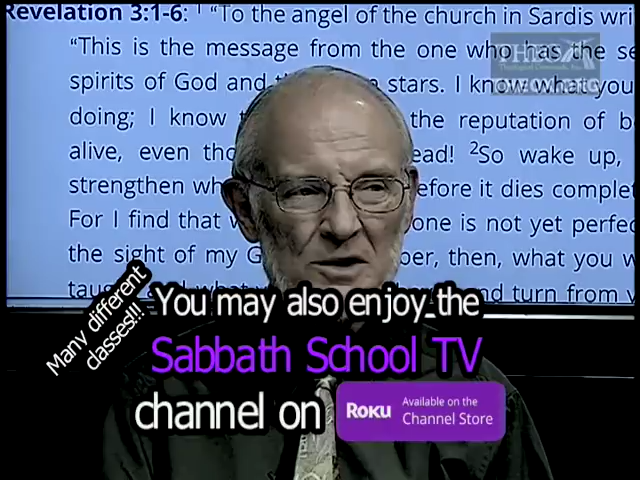 Revelation 3:1-6: 1 "To the angel of the church in Sardis wri
"This is the message from the one who has the se
spirits of God and stars. I know what you
doing; I know the reputation of b
alive, even tho ead! 2So wake up,
strengthen wh efore it dies comple
For I find that one is not yet perfec
the sight of my G ber, then, what you w
and turn from
Many different
classes!!!
You may also enjoy the
Sabbath School TV
channel on
Roku
Available on the
Channel Store